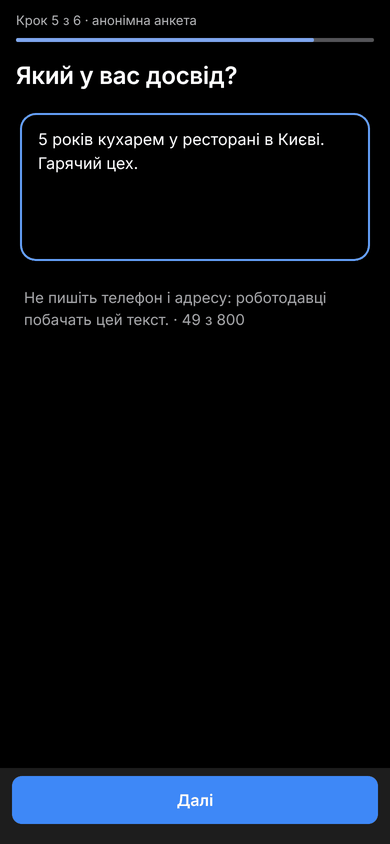 Крок 5 з 6 · анонімна анкета
Який у вас досвід?
5 років кухарем у ресторані в Києві.
Гарячий цех.
Не пишіть телефон і адресу: роботодавці
побачать цей текст. · 49 з 800
Далі